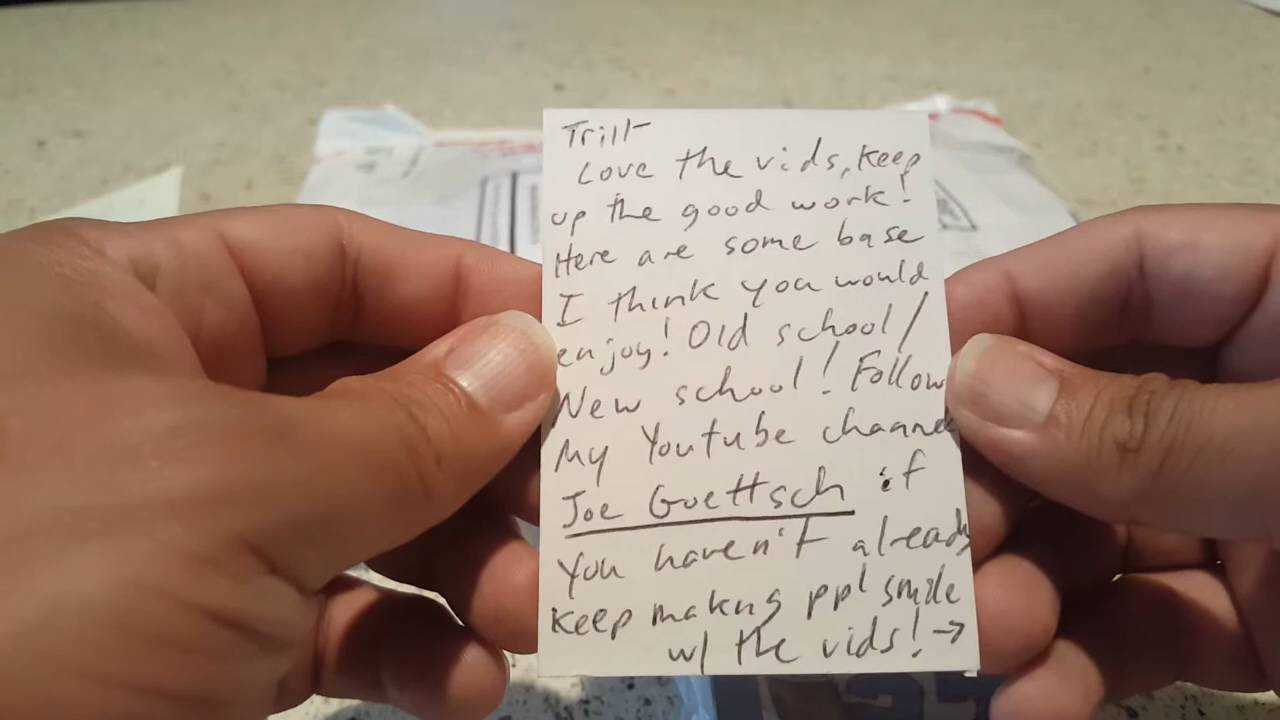 Trill-
Love the vids, keep
up the good work!
Here are some base
I think you would
enjoy! Old school/
New school! Follow
My Youtube channel
Joe Goettsch if
you haven't already
keep makng ppl smile
w/ the vids! →